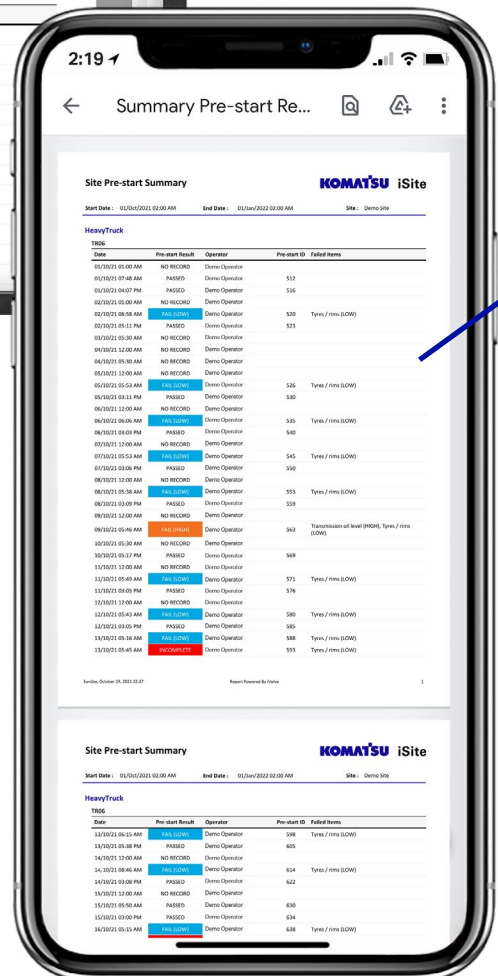 2:19
Summary Pre-start Re...
Site Pre-start Summary KOMATSU iSite
Start Date : 01/Oct/2021 02:00 AM End Date : 01/Jan/2022 02:00 AM Site : Demo Site
HeavyTruck
TR06
Date Pre-start Result Operator Pre-start ID Failed Items
01/10/21 01:00 AM NO RECORD Demo Operator
01/10/21 07:48 AM PASSED Demo Operator 512
01/10/21 04:07 PM PASSED Demo Operator 516
02/10/21 01:00 AM NO RECORD Demo Operator
02/10/21 06:58 AM FAIL (LOW) Demo Operator 520 Tyres / rims (LOW)
02/10/21 05:11 PM PASSED Demo Operator 523
03/10/21 05:30 AM NO RECORD Demo Operator
04/10/21 12:00 AM NO RECORD Demo Operator
04/10/21 05:30 AM NO RECORD Demo Operator
05/10/21 12:00 AM NO RECORD Demo Operator
05/10/21 05:53 AM FAIL (LOW) Demo Operator 526 Tyres / rims (LOW)
05/10/21 03:11 PM PASSED Demo Operator 530
06/10/21 12:00 AM NO RECORD Demo Operator
06/10/21 06:06 AM FAIL (LOW) Demo Operator 535 Tyres / rims (LOW)
06/10/21 03:03 PM PASSED Demo Operator 540
07/10/21 12:00 AM NO RECORD Demo Operator
07/10/21 05:53 AM FAIL (LOW) Demo Operator 545 Tyres / rims (LOW)
07/10/21 03:06 PM PASSED Demo Operator 550
08/10/21 12:00 AM NO RECORD Demo Operator
08/10/21 05:38 AM FAIL (LOW) Demo Operator 553 Tyres / rims (LOW)
08/10/21 03:09 PM PASSED Demo Operator 559
09/10/21 12:00 AM NO RECORD Demo Operator
09/10/21 05:46 AM FAIL (HIGH) Demo Operator 563 Transmission oil level (HIGH), Tyres / rims
(LOW)
10/10/21 05:30 AM NO RECORD Demo Operator
10/10/21 05:17 PM PASSED Demo Operator 569
11/10/21 12:00 AM NO RECORD Demo Operator
11/10/21 05:49 AM FAIL (LOW) Demo Operator 571 Tyres / rims (LOW)
11/10/21 03:05 PM PASSED Demo Operator 576
12/10/21 12:00 AM NO RECORD Demo Operator
12/10/21 05:43 AM FAIL (LOW) Demo Operator 580 Tyres / rims (LOW)
12/10/21 03:05 PM PASSED Demo Operator 585
13/10/21 05:16 AM FAIL (LOW) Demo Operator 588 Tyres / rims (LOW)
13/10/21 05:45 AM INCOMPLETE Demo Operator 593 Tyres / rims (LOW)
Sunday, October 24, 2021 23:37 Report Powered By iVolve 1
Site Pre-start Summary KOMATSU iSite
Start Date : 01/Oct/2021 02:00 AM End Date : 01/Jan/2022 02:00 AM Site : Demo Site
HeavyTruck
TR06
Date Pre-start Result Operator Pre-start ID Failed Items
13/10/21 06:15 AM FAIL (LOW) Demo Operator 598 Tyres / rims (LOW)
13/10/21 05:38 PM PASSED Demo Operator 605
14/10/21 12:00 AM NO RECORD Demo Operator
14/10/21 08:46 AM FAIL (LOW) Demo Operator 614 Tyres / rims (LOW)
14/10/21 03:08 PM PASSED Demo Operator 622
15/10/21 12:00 AM NO RECORD Demo Operator
15/10/21 05:50 AM PASSED Demo Operator 630
15/10/21 03:00 PM PASSED Demo Operator 634
16/10/21 05:15 AM FAIL (LOW) Demo Operator 638 Tyres / rims (LOW)